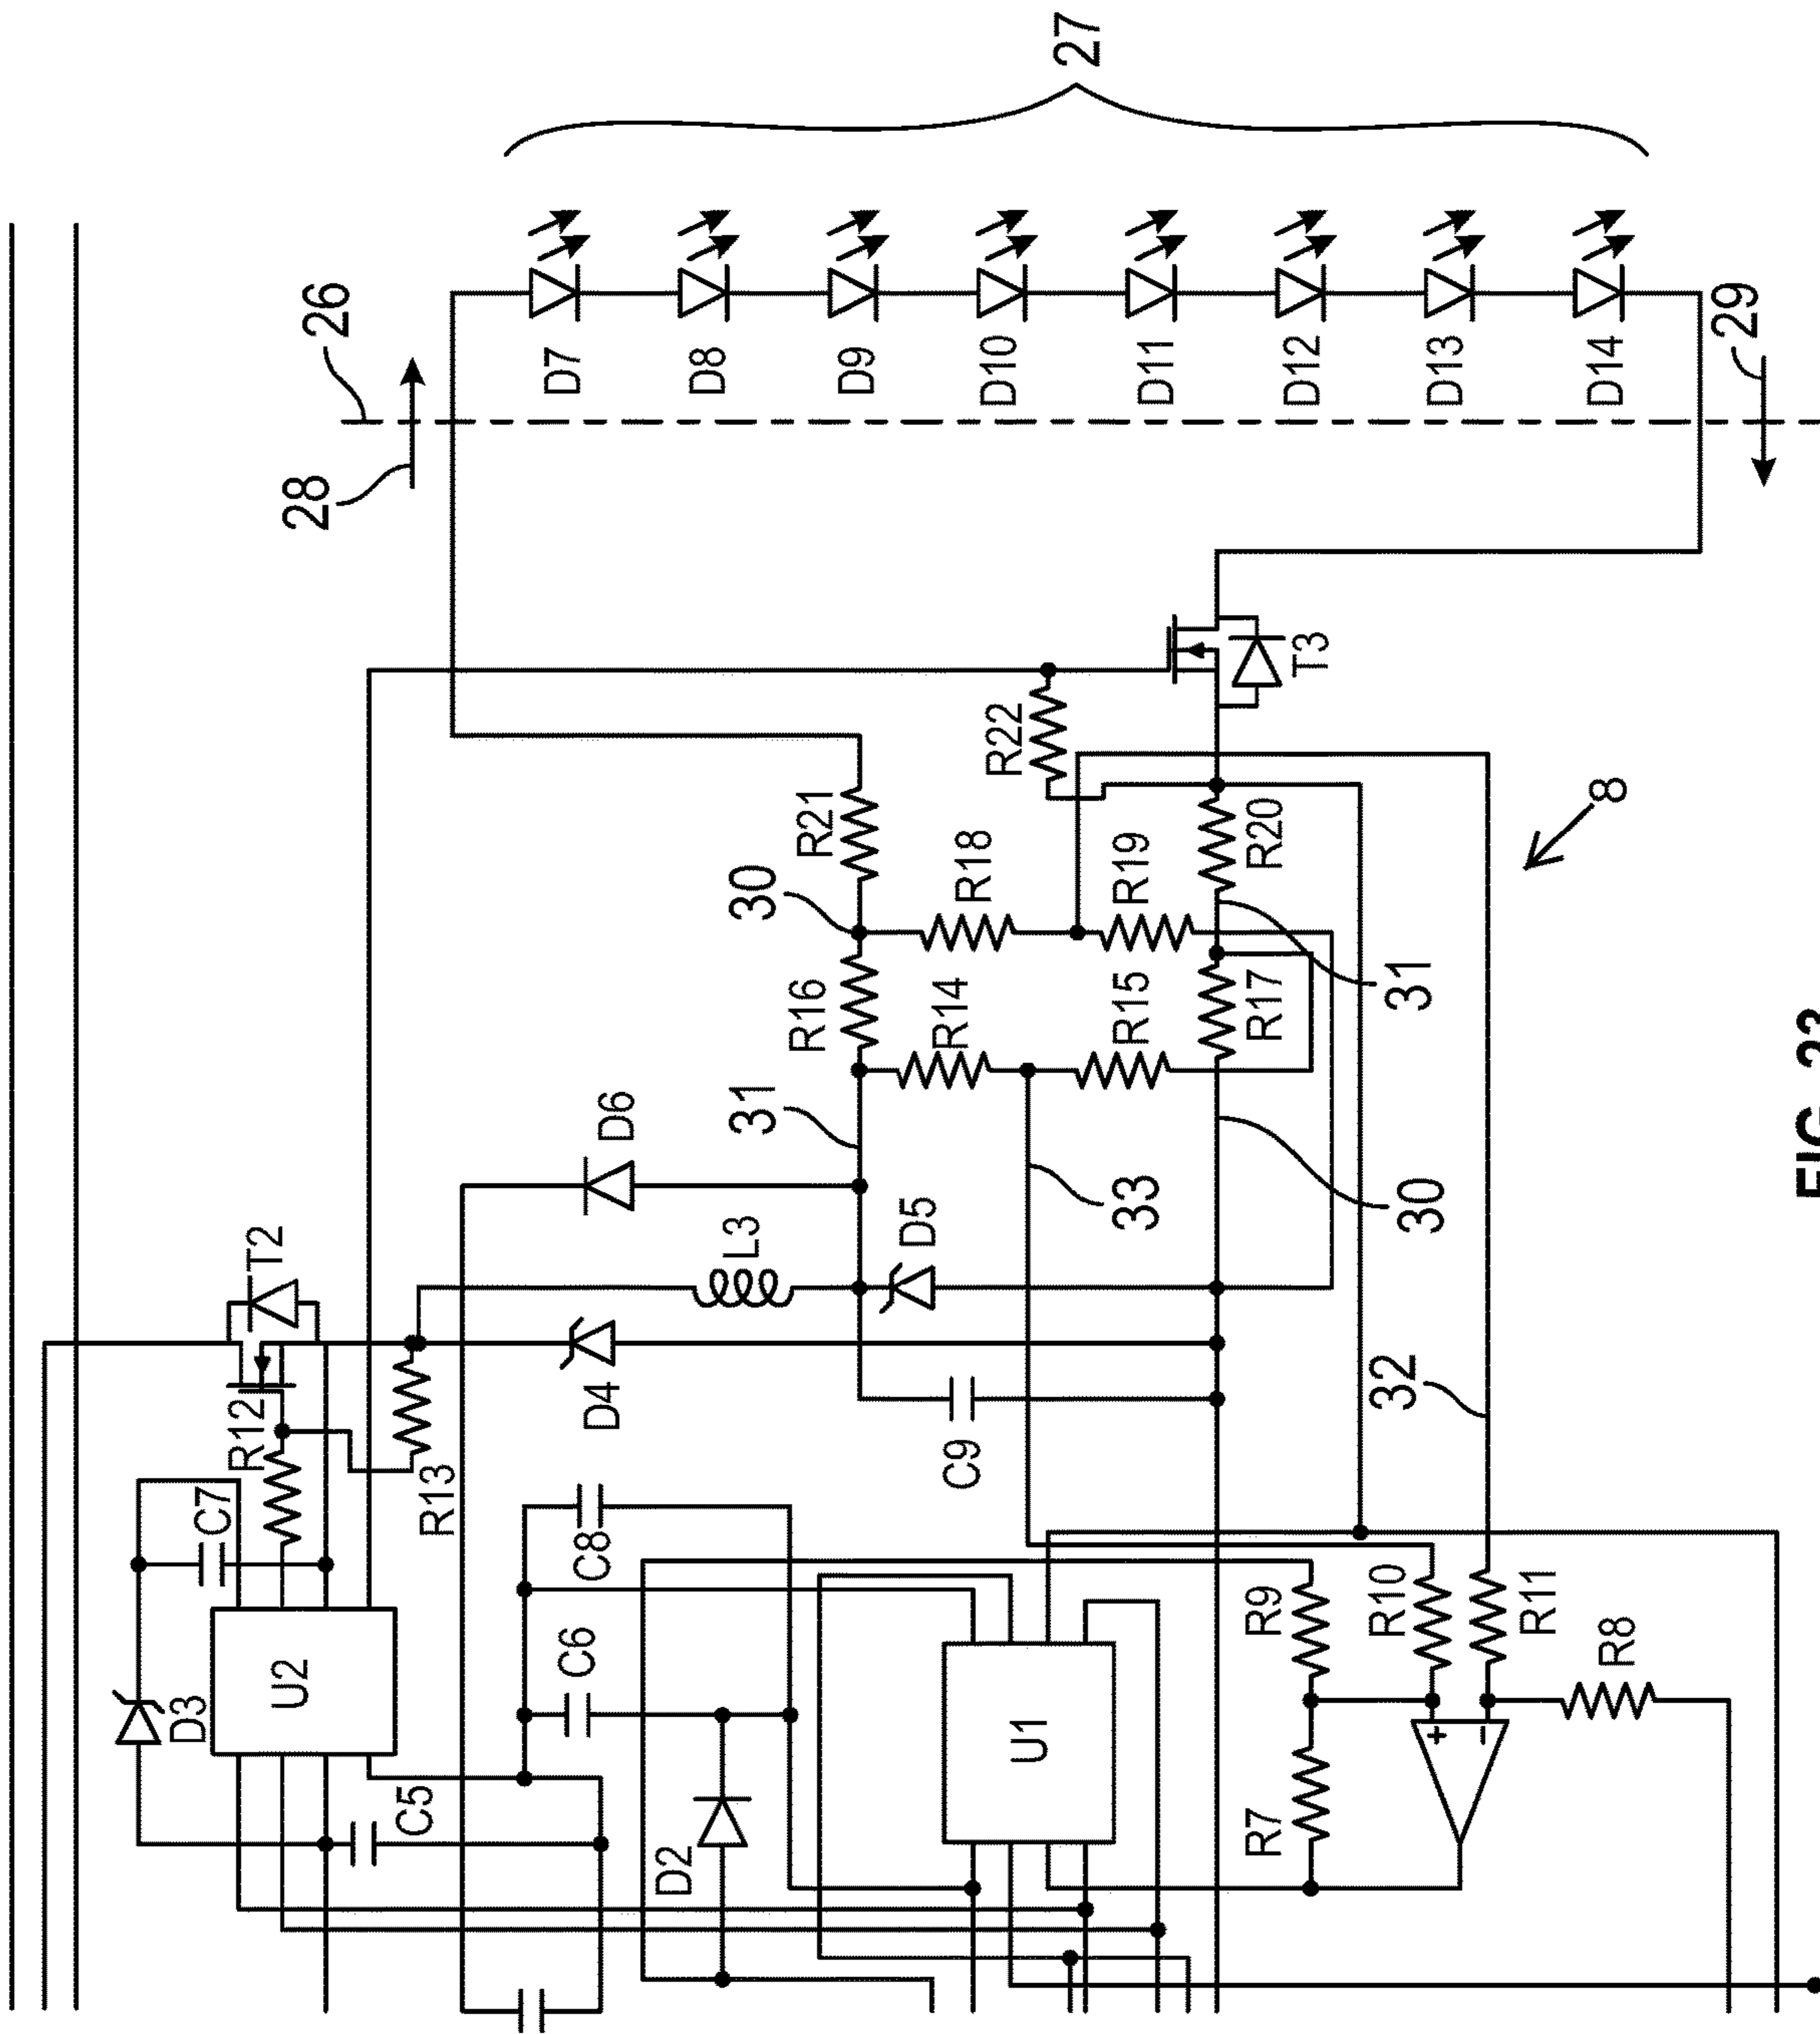 27
26
28
29
D7
D8
D9
D10
D11
D12
D13
D14
T3
R22
R21
30
R18
R19
R20
8
R16
R14
R15
R17
31
31
D6
33
30
T2
L3
D5
32
R12
D4
C9
R13
C7
C8
R9
R10
R11
R8
C6
U2
D3
U1
C5
D2
R7
+
−
FIG. 23